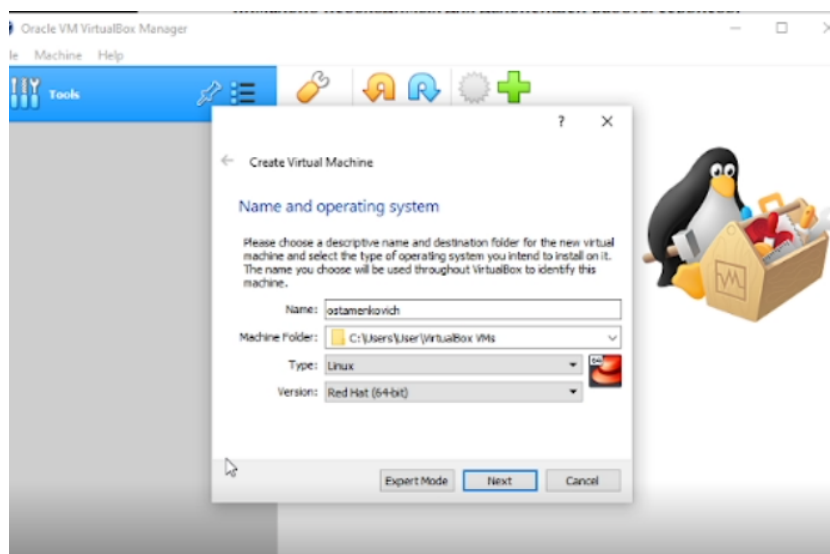 Oracle VM VirtualBox Manager
Machine Help
Tools
? ×
Create Virtual Machine
Name and operating system
Please choose a descriptive name and destination folder for the new virtual
machine and select the type of operating system you intend to install on it.
The name you choose will be used throughout VirtualBox to identify this
machine.
Name: ostamenkovich
Machine Folder: C:\Users\User\VirtualBox VMs
Type: Linux
64
Version: Red Hat (64-bit)
Expert Mode Next Cancel